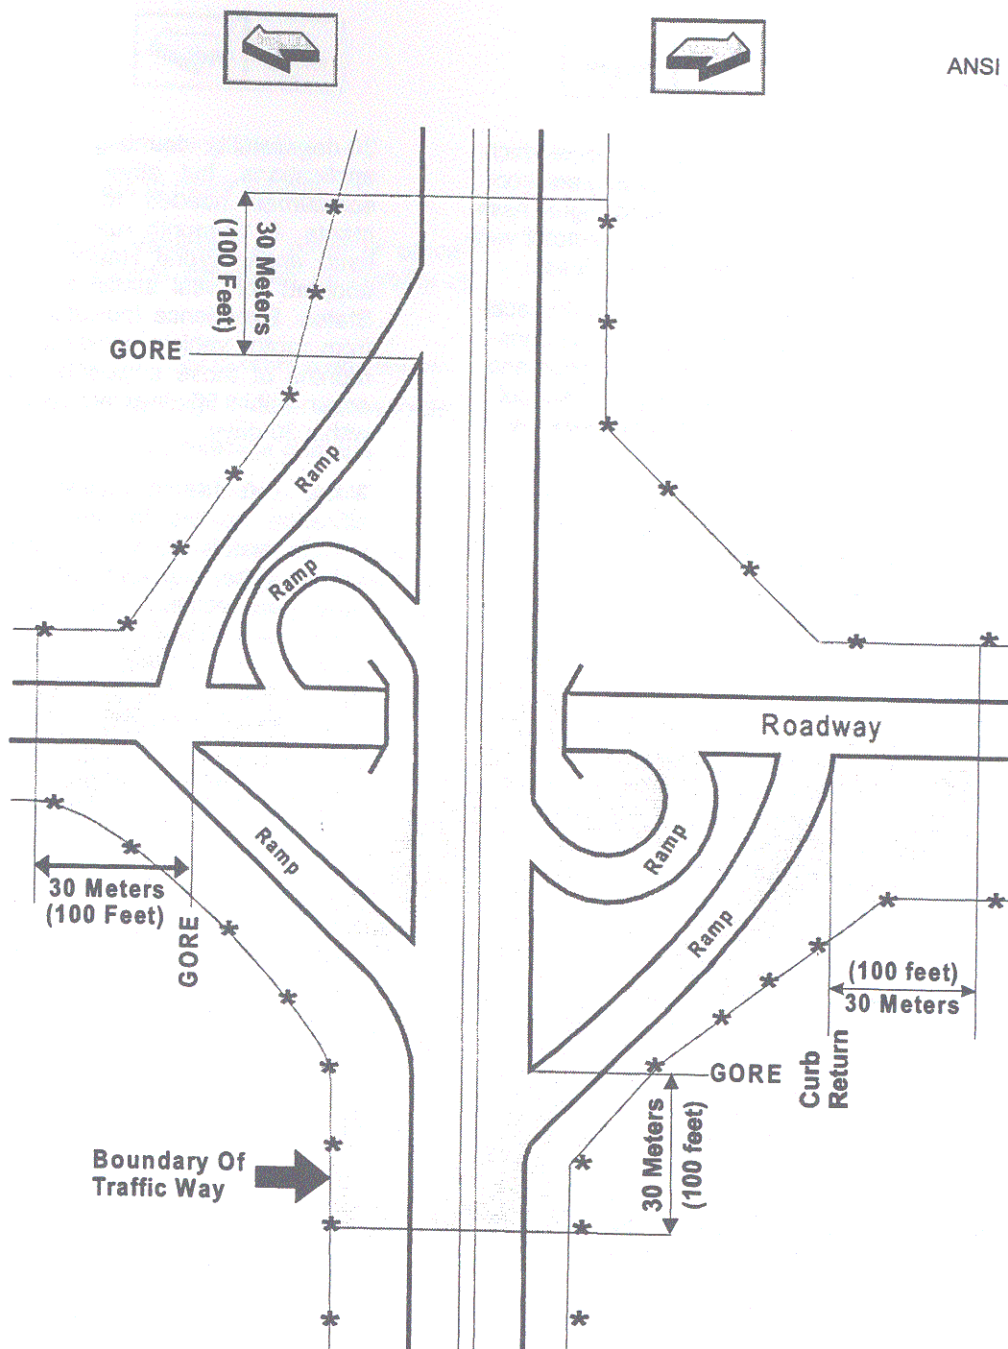 ANSI
30 Meters
(100 Feet)
GORE
Ramp
Ramp
Roadway
Ramp
Ramp
Ramp
30 Meters
(100 Feet)
GORE
(100 feet)
30 Meters
Curb
Return
GORE
30 Meters
(100 feet)
Boundary Of
Traffic Way